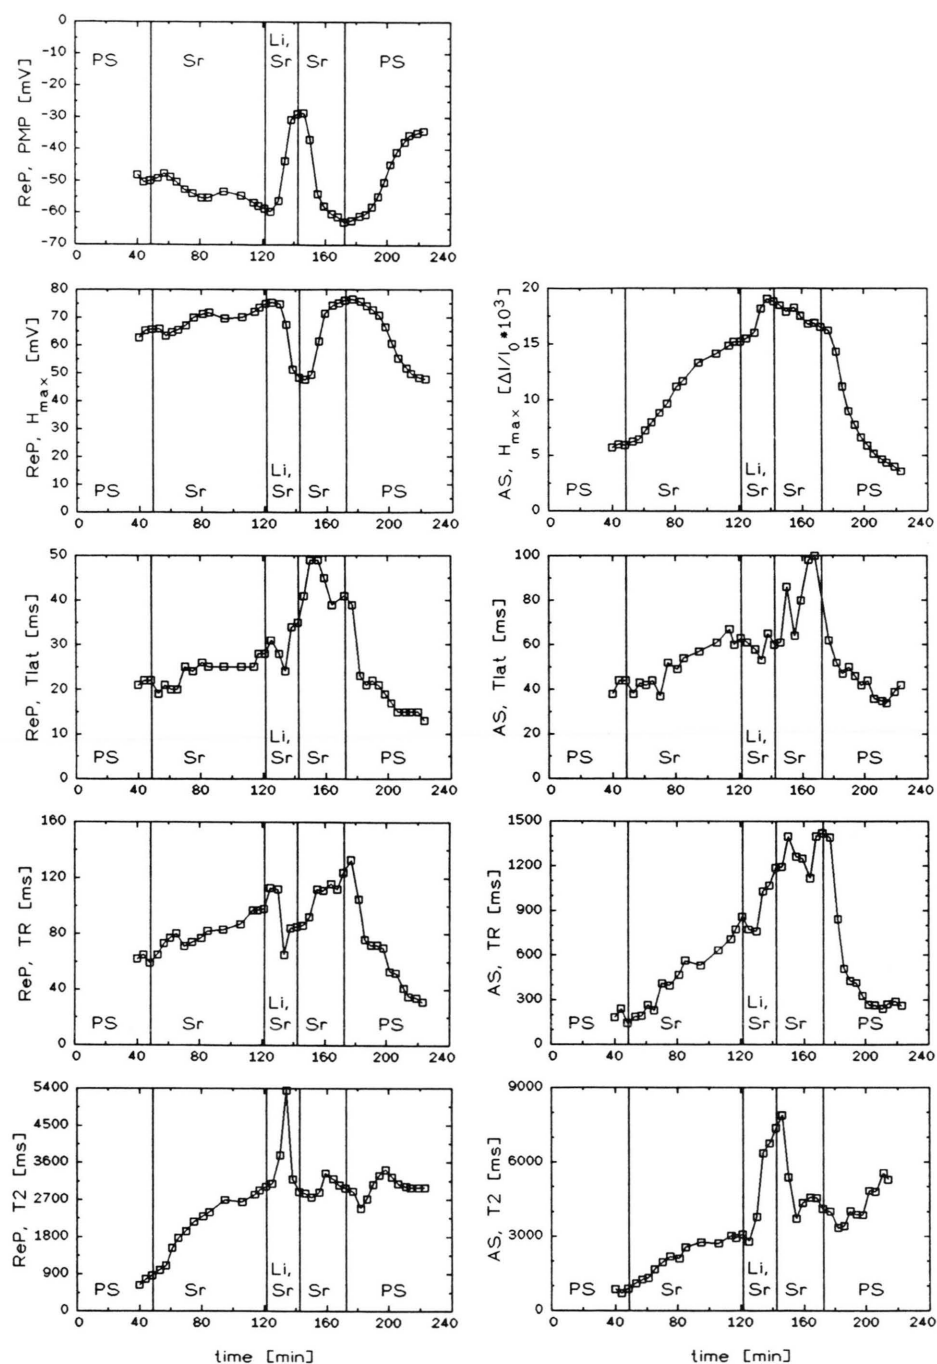 ReP, PMP [mV]
0
-10
-20
-30
-40
-50
-60
-70
PS
Sr
Li,
Sr
Sr
PS
0 40 80 120 160 200 240
ReP, Hmax [mV]
80
70
60
50
40
30
20
10
0
PS
Sr
Li,
Sr
Sr
PS
0 40 80 120 160 200 240
AS, Hmax [ΔI/I0*10³]
20
15
10
5
0
PS
Sr
Li,
Sr
Sr
PS
0 40 80 120 160 200 240
ReP, Tlat [ms]
50
40
30
20
10
0
PS
Sr
Li,
Sr
Sr
PS
0 40 80 120 160 200 240
AS, Tlat [ms]
100
80
60
40
20
0
PS
Sr
Li,
Sr
Sr
PS
0 40 80 120 160 200 240
ReP, TR [ms]
160
120
80
40
0
PS
Sr
Li,
Sr
Sr
PS
0 40 80 120 160 200 240
AS, TR [ms]
1500
1200
900
600
300
0
PS
Sr
Li,
Sr
Sr
PS
0 40 80 120 160 200 240
ReP, T2 [ms]
5400
4500
3600
2700
1800
900
0
PS
Sr
Li,
Sr
Sr
PS
0 40 80 120 160 200 240
time [min]
AS, T2 [ms]
9000
6000
3000
0
PS
Sr
Li,
Sr
Sr
PS
0 40 80 120 160 200 240
time [min]